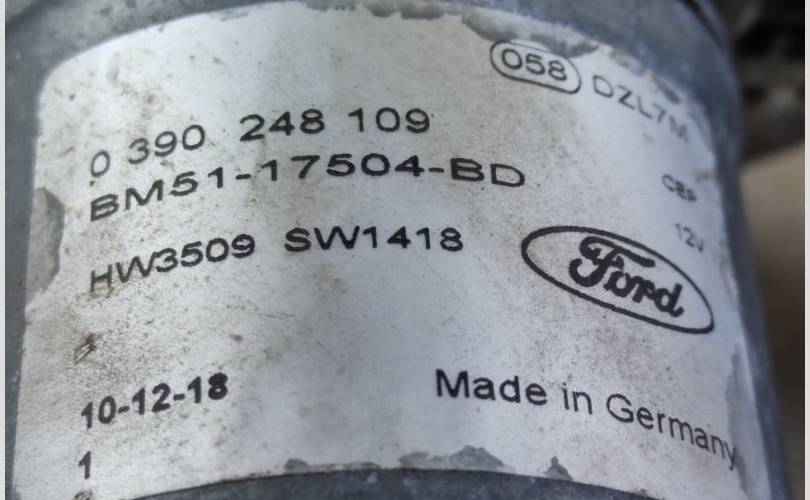 058 DZL7M
0 390 248 109
BM51-17504-BD
CBP
12V
HW3509 SW1418
Ford
10-12-18
Made in Germany
1